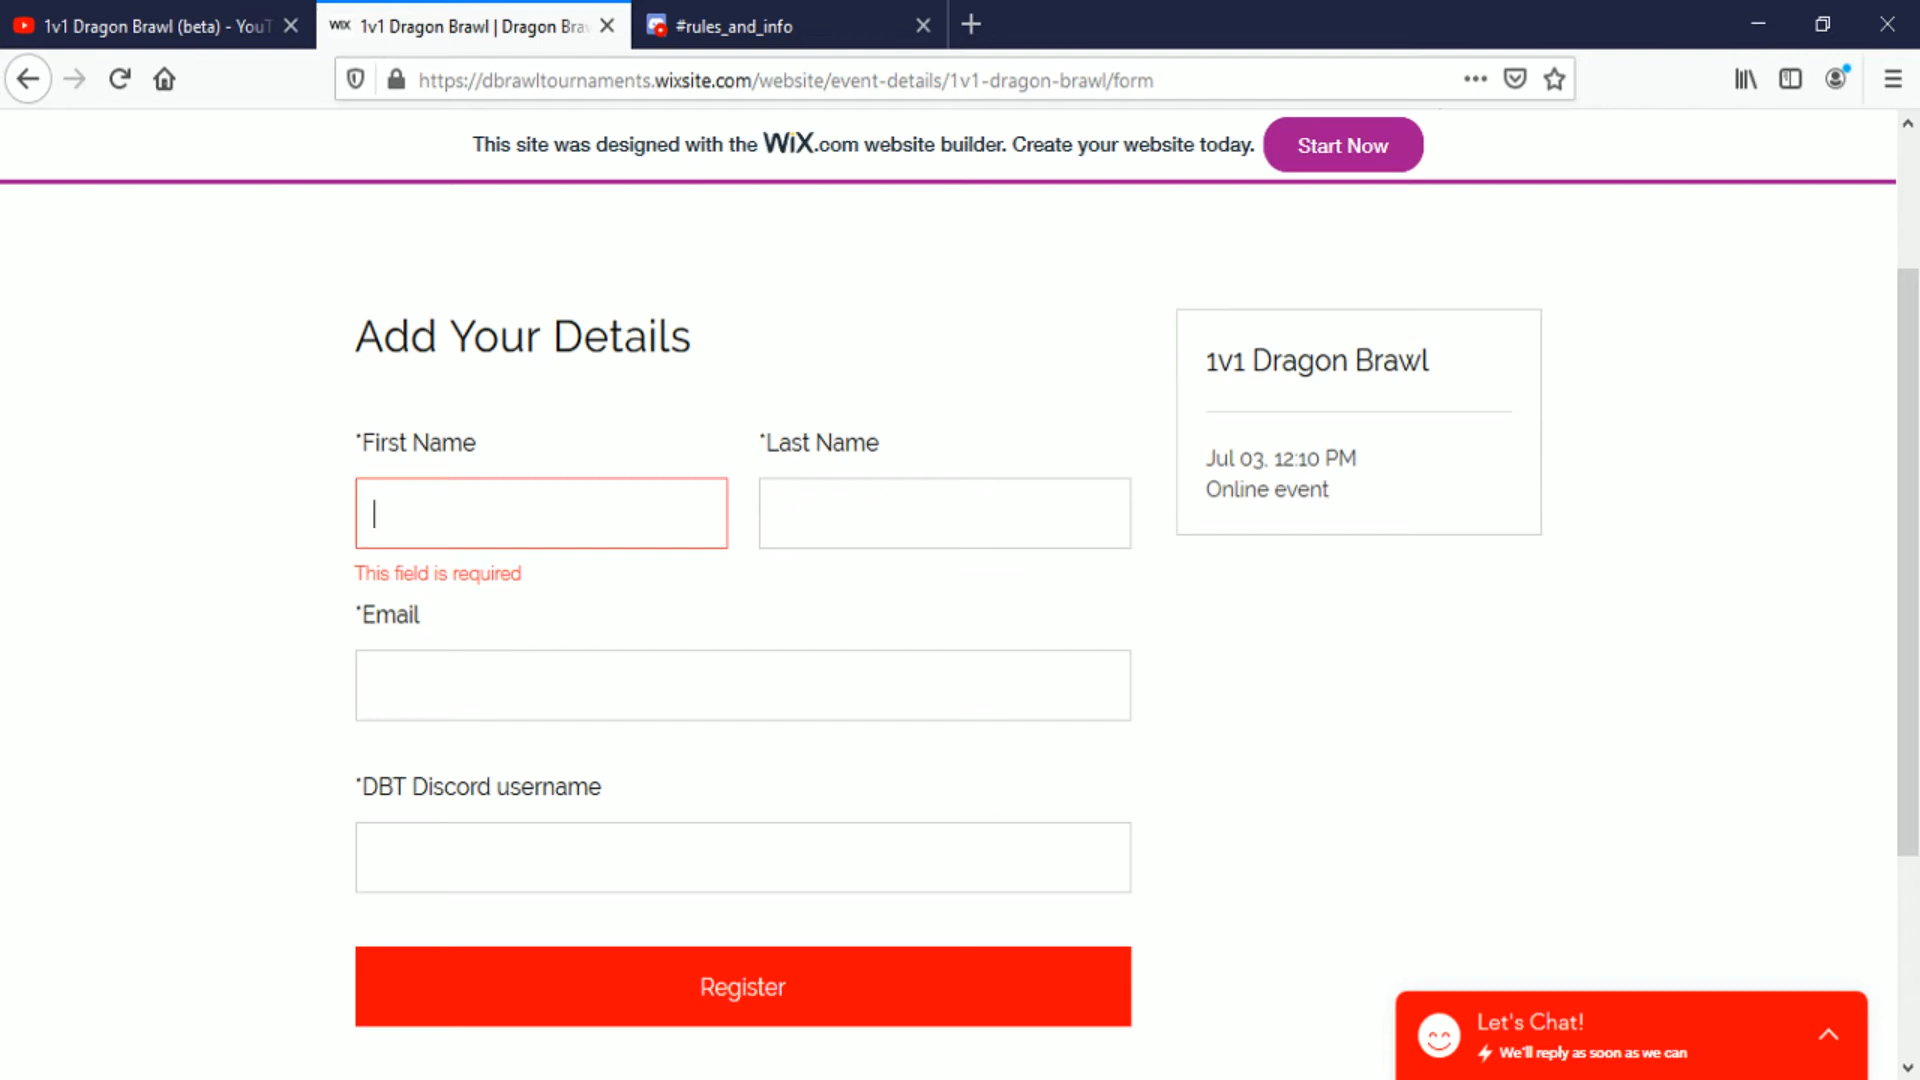 1v1 Dragon Brawl (beta) - YouT
WIX 1v1 Dragon Brawl | Dragon Bra
#rules_and_info
https://dbrawltournaments.wixsite.com/website/event-details/1v1-dragon-brawl/form
This site was designed with the WiX.com website builder. Create your website today.
Start Now
Add Your Details
1v1 Dragon Brawl
*First Name
*Last Name
Jul 03, 12:10 PM
Online event
This field is required
*Email
*DBT Discord username
Register
Let's Chat!
We'll reply as soon as we can